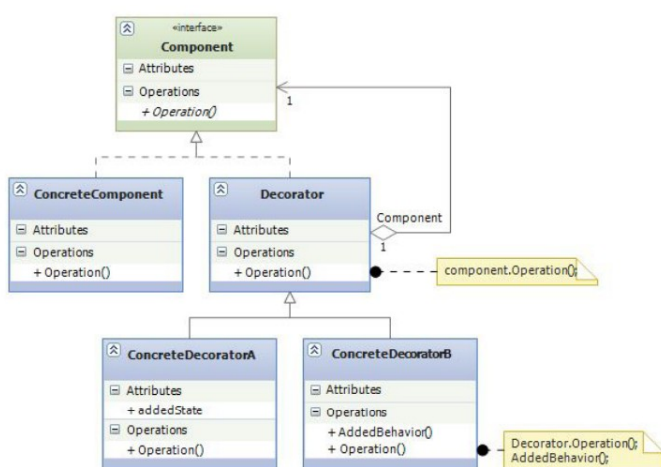 «interface»
Component
Attributes
Operations
+ Operation()
1
ConcreteComponent
Attributes
Operations
+ Operation()
Decorator
Attributes
Operations
+ Operation()
Component
1
component.Operation();
ConcreteDecoratorA
Attributes
+ addedState
Operations
+ Operation()
ConcreteDecoratorB
Attributes
Operations
+ AddedBehavior()
+ Operation()
Decorator.Operation();
AddedBehavior();